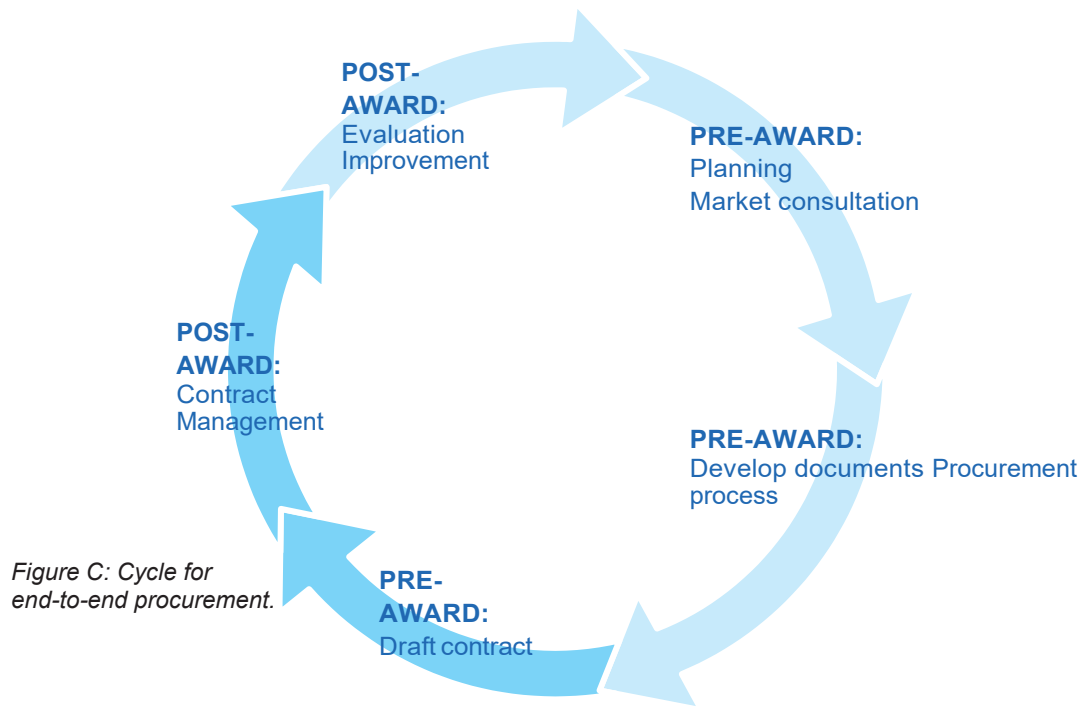 POST-
AWARD:
Evaluation
Improvement
PRE-AWARD:
Planning
Market consultation
PRE-AWARD:
Develop documents Procurement
process
PRE-
AWARD:
Draft contract
POST-
AWARD:
Contract
Management
Figure C: Cycle for
end-to-end procurement.